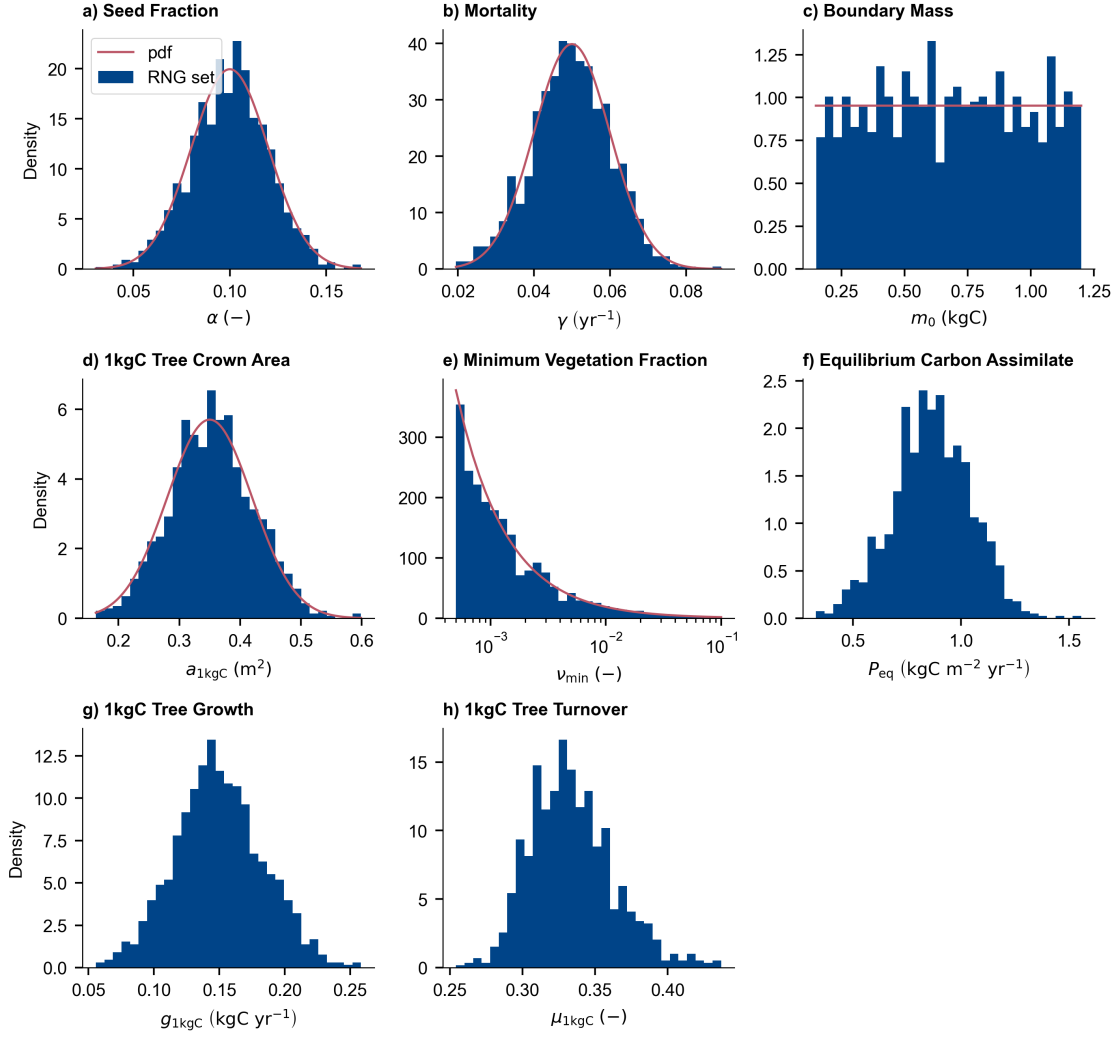 a) Seed Fraction
b) Mortality
c) Boundary Mass
pdf
RNG set
Density
20
15
10
5
0
0.05 0.10 0.15
α (−)
40
30
20
10
0
0.02 0.04 0.06 0.08
γ (yr⁻¹)
1.25
1.00
0.75
0.50
0.25
0.00
0.25 0.50 0.75 1.00 1.25
m₀ (kgC)
d) 1kgC Tree Crown Area
e) Minimum Vegetation Fraction
f) Equilibrium Carbon Assimilate
Density
6
4
2
0
0.2 0.3 0.4 0.5 0.6
a₁kgC (m²)
300
200
100
0
10⁻³ 10⁻² 10⁻¹
νmin (−)
2.5
2.0
1.5
1.0
0.5
0.0
0.5 1.0 1.5
Peq (kgC m⁻² yr⁻¹)
g) 1kgC Tree Growth
h) 1kgC Tree Turnover
Density
12.5
10.0
7.5
5.0
2.5
0.0
0.05 0.10 0.15 0.20 0.25
g₁kgC (kgC yr⁻¹)
15
10
5
0
0.25 0.30 0.35 0.40
μ₁kgC (−)